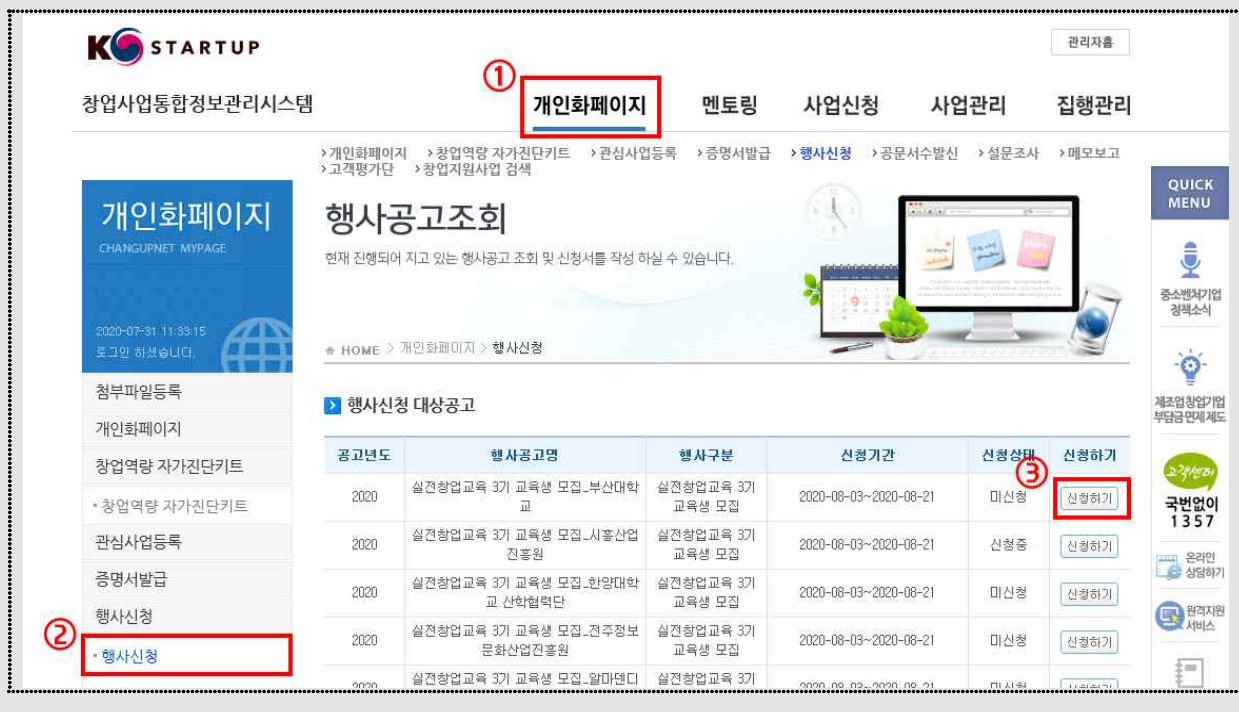 K STARTUP
관리자홈
①
창업사업통합정보관리시스템
개인화페이지 멘토링 사업신청 사업관리 집행관리
›개인화페이지 ›창업역량 자가진단키트 ›관심사업등록 ›증명서발급 ›행사신청 ›공문서수발신 ›설문조사 ›메모보고
›고객평가단 ›창업지원사업 검색
개인화페이지
CHANGUPNET MYPAGE
2020-07-31 11:33:15
로그인 하셨습니다.
행사공고조회
현재 진행되어 지고 있는 행사공고 조회 및 신청서를 작성 하실 수 있습니다.
HOME > 개인화페이지 > 행사신청
첨부파일등록
개인화페이지
창업역량 자가진단키트
• 창업역량 자가진단키트
관심사업등록
증명서발급
행사신청
②
• 행사신청
행사신청 대상공고
공고년도 행사공고명 행사구분 신청기간 신청상태 신청하기
③
2020 실전창업교육 3기 교육생 모집_부산대학교 실전창업교육 3기 교육생 모집 2020-08-03~2020-08-21 미신청 신청하기
2020 실전창업교육 3기 교육생 모집_시흥산업진흥원 실전창업교육 3기 교육생 모집 2020-08-03~2020-08-21 신청중 신청하기
2020 실전창업교육 3기 교육생 모집_한양대학교 산학협력단 실전창업교육 3기 교육생 모집 2020-08-03~2020-08-21 미신청 신청하기
2020 실전창업교육 3기 교육생 모집_전주정보문화산업진흥원 실전창업교육 3기 교육생 모집 2020-08-03~2020-08-21 미신청 신청하기
2020 실전창업교육 3기 교육생 모집_알마덴디 실전창업교육 3기 2020-08-03~2020-08-21 미신청 신청하기
QUICK
MENU
중소벤처기업
정책소식
제조업창업기업
부담금면제제도
고객센터
국번없이
1357
온라인
상담하기
원격지원
서비스